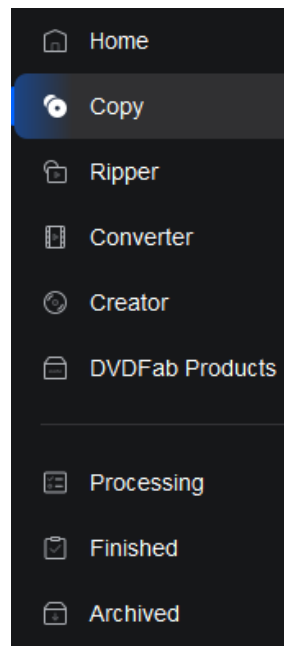 Home
Copy
Ripper
Converter
Creator
DVDFab Products
Processing
Finished
Archived